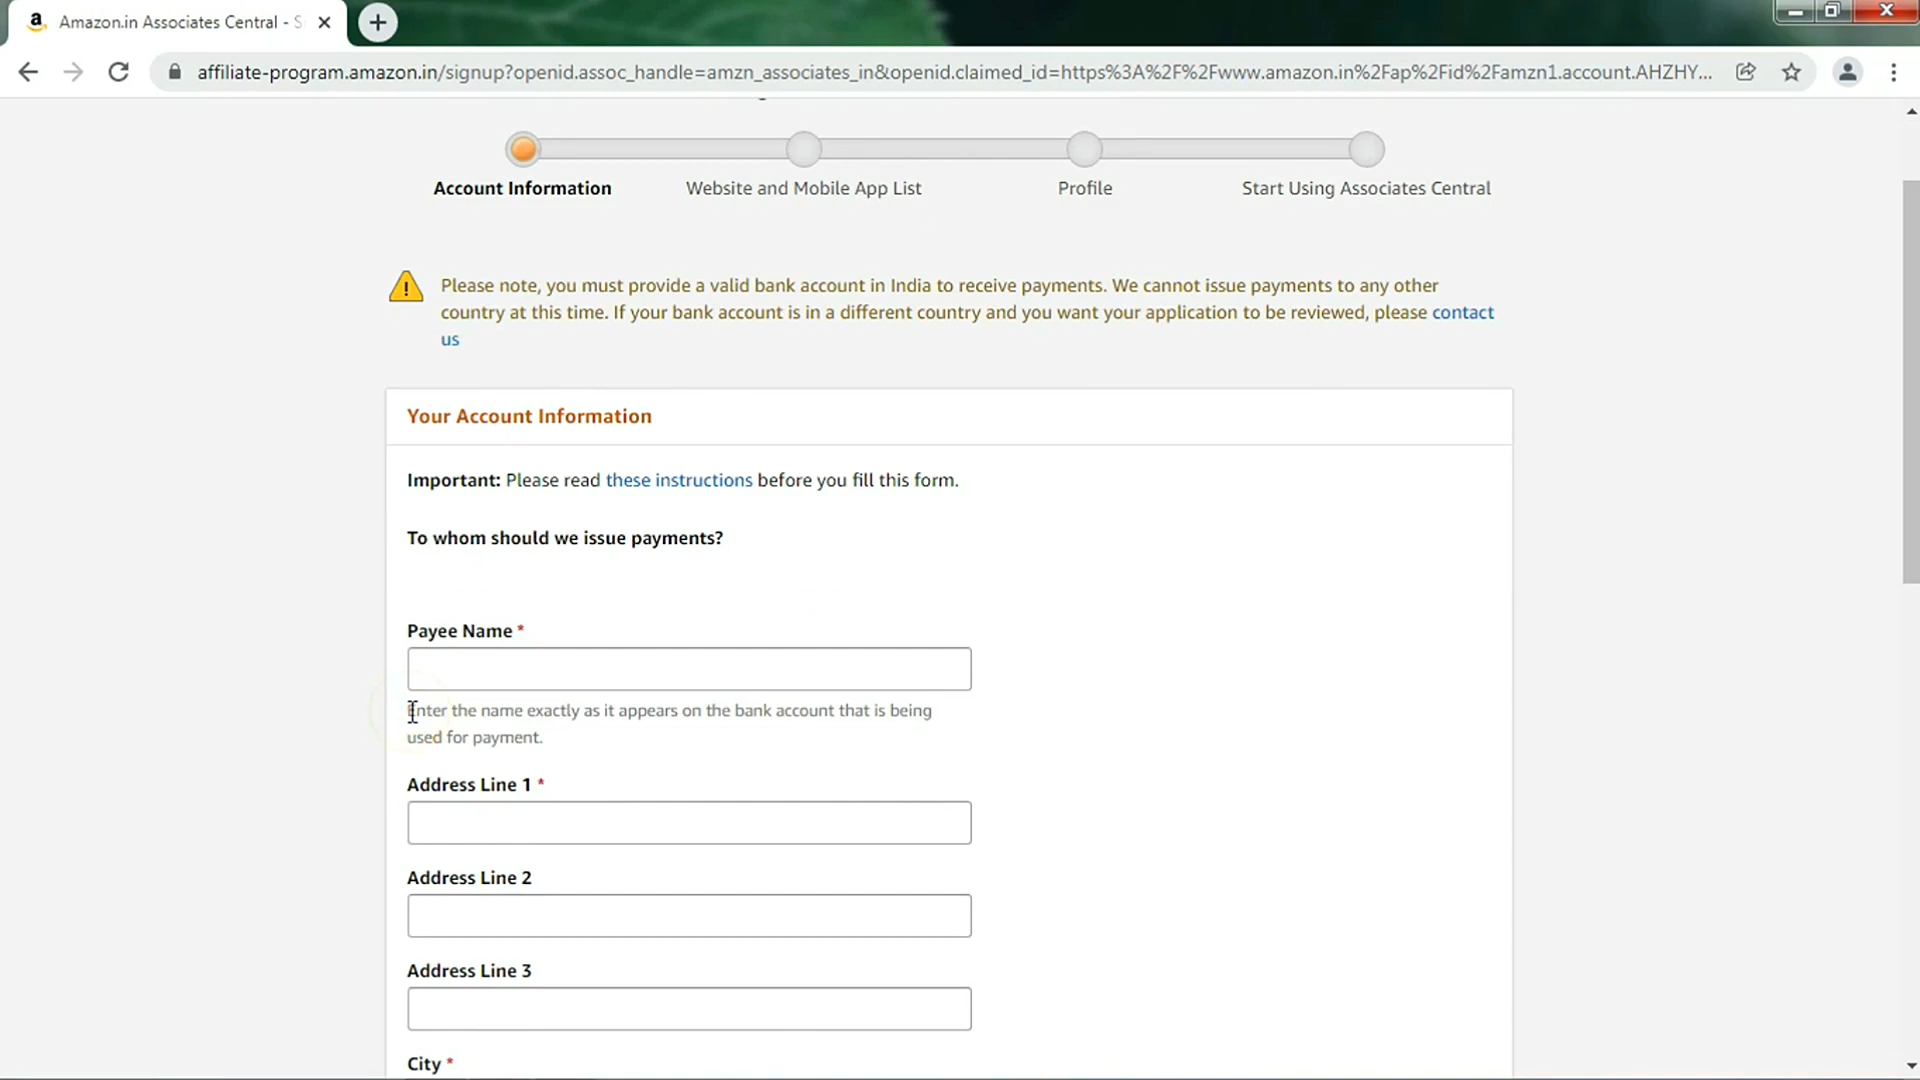 Amazon.in Associates Central - S
affiliate-program.amazon.in/signup?openid.assoc_handle=amzn_associates_in&openid.claimed_id=https%3A%2F%2Fwww.amazon.in%2Fap%2Fid%2Famzn1.account.AHZHY...
Account Information
Website and Mobile App List
Profile
Start Using Associates Central
Please note, you must provide a valid bank account in India to receive payments. We cannot issue payments to any other
country at this time. If your bank account is in a different country and you want your application to be reviewed, please contact
us
Your Account Information
Important: Please read these instructions before you fill this form.
To whom should we issue payments?
Payee Name *
Enter the name exactly as it appears on the bank account that is being
used for payment.
Address Line 1 *
Address Line 2
Address Line 3
City *